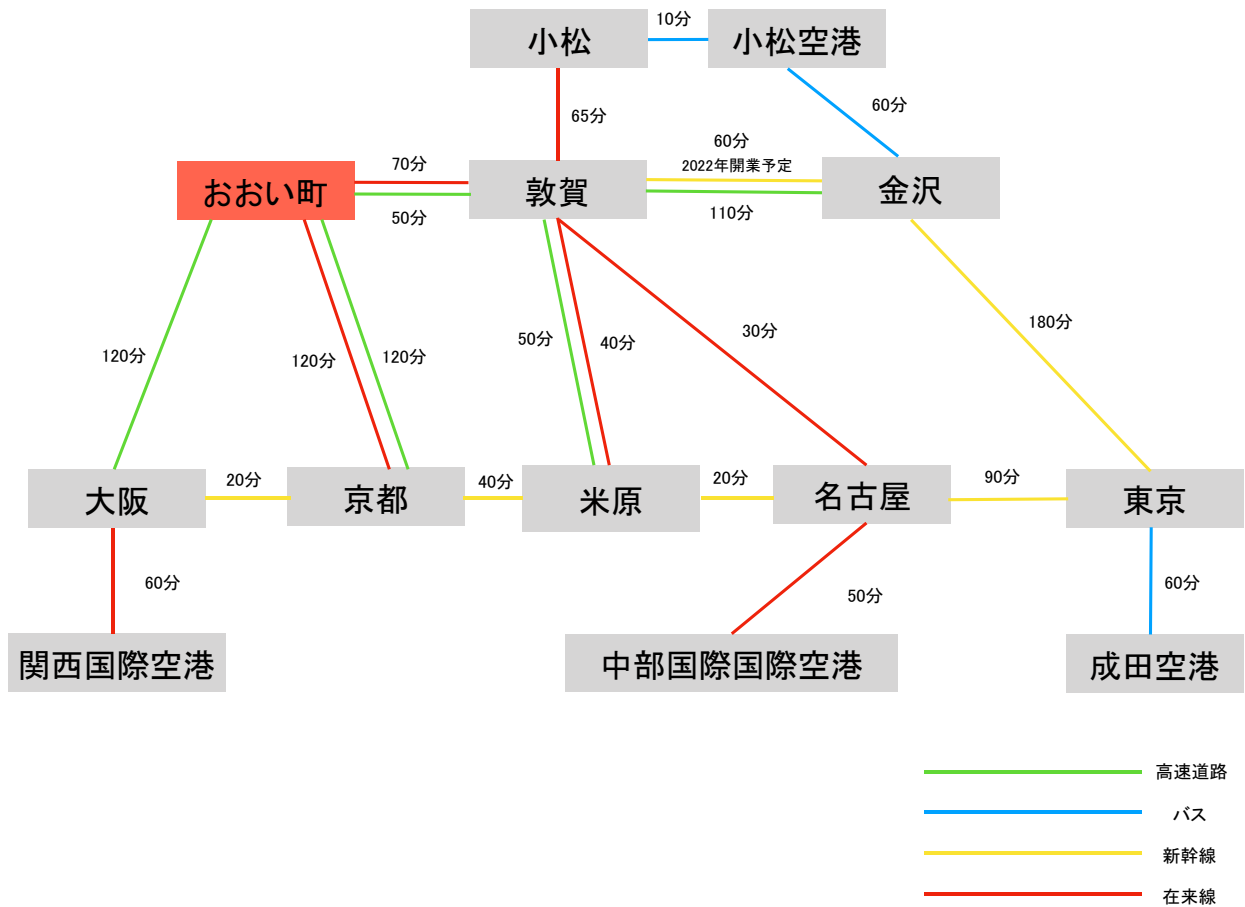 10分
小松
小松空港
65分
60分
60分
2022年開業予定
70分
おおい町
敦賀
金沢
50分
110分
120分
120分
120分
50分
40分
30分
180分
大阪
20分
京都
40分
米原
20分
名古屋
90分
東京
60分
50分
60分
関西国際空港
中部国際国際空港
成田空港
高速道路
バス
新幹線
在来線